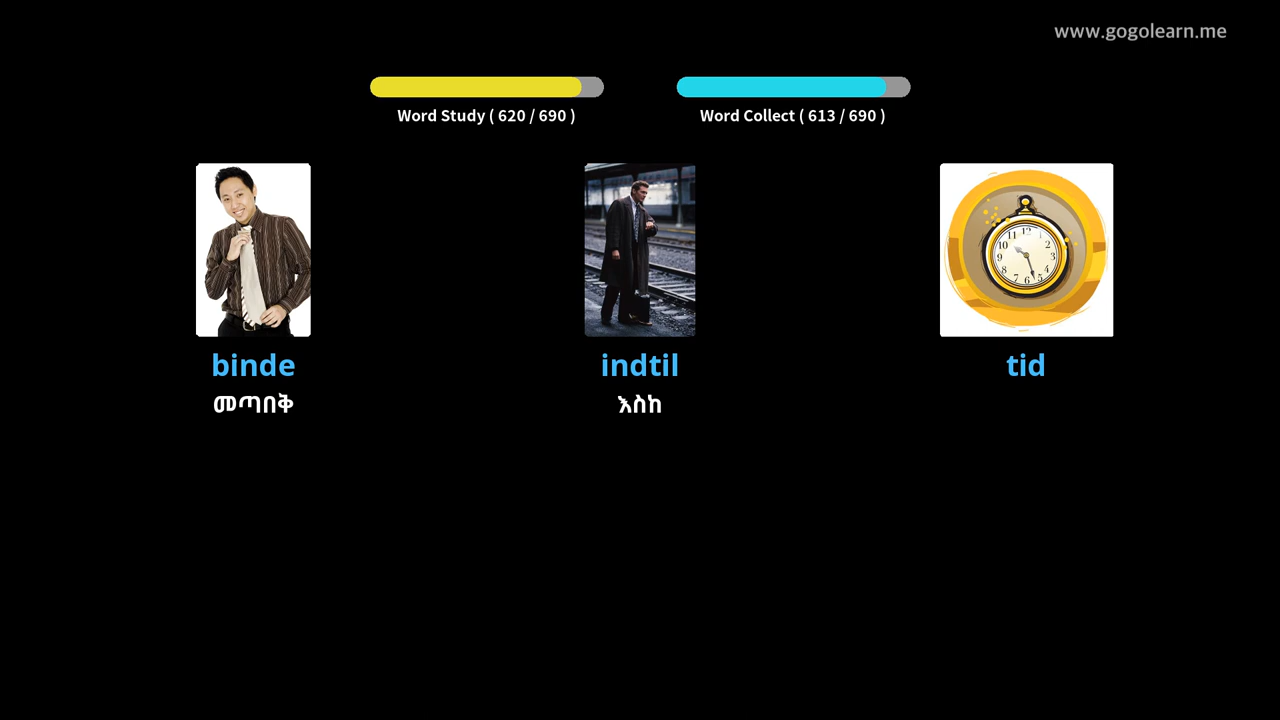 www.gogolearn.me
Word Study ( 620 / 690 )
Word Collect ( 613 / 690 )
binde
መጣበቅ
indtil
እስከ
tid